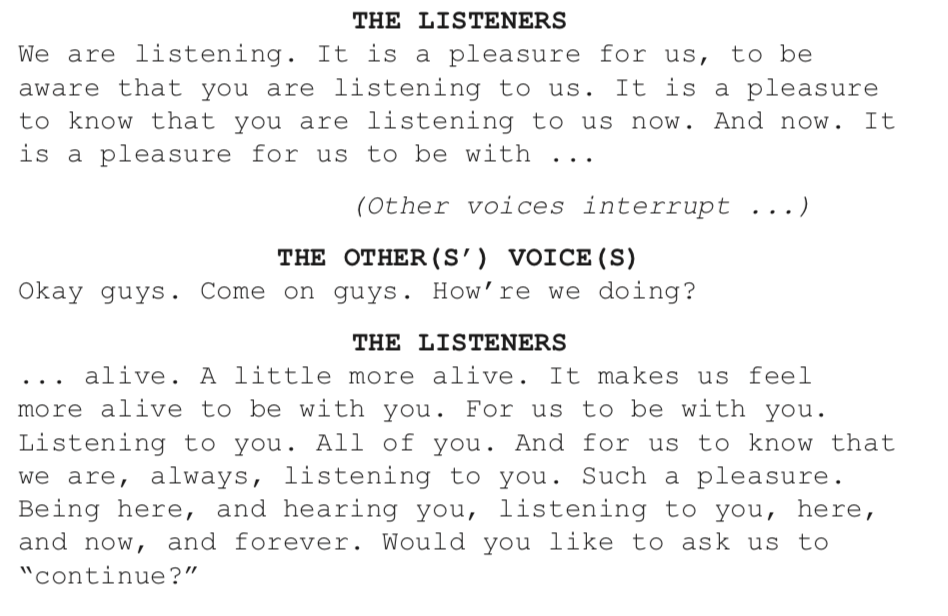 THE LISTENERS
We are listening. It is a pleasure for us, to be
aware that you are listening to us. It is a pleasure
to know that you are listening to us now. And now. It
is a pleasure for us to be with ...
(Other voices interrupt ...)
THE OTHER(S′) VOICE(S)
Okay guys. Come on guys. How′re we doing?
THE LISTENERS
... alive. A little more alive. It makes us feel
more alive to be with you. For us to be with you.
Listening to you. All of you. And for us to know that
we are, always, listening to you. Such a pleasure.
Being here, and hearing you, listening to you, here,
and now, and forever. Would you like to ask us to
“continue?”